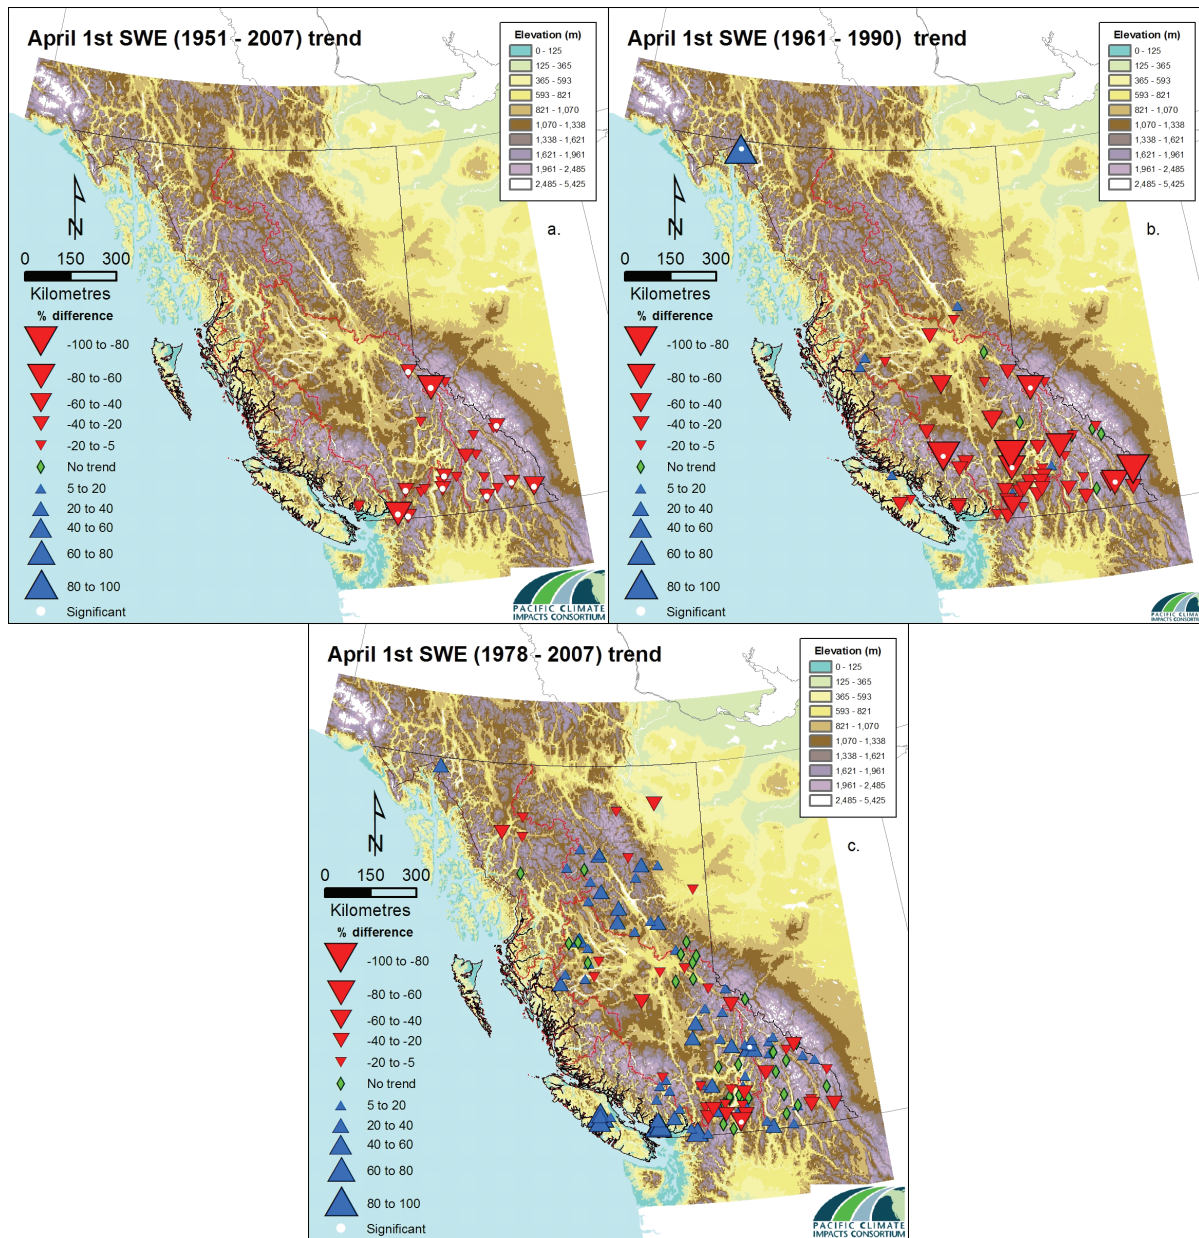 April 1st SWE (1951 - 2007) trend
Elevation (m)
0 - 125
125 - 365
365 - 593
593 - 821
821 - 1,070
1,070 - 1,338
1,338 - 1,621
1,621 - 1,961
1,961 - 2,485
2,485 - 5,425
a.
N
0 150 300
Kilometres
% difference
-100 to -80
-80 to -60
-60 to -40
-40 to -20
-20 to -5
No trend
5 to 20
20 to 40
40 to 60
60 to 80
80 to 100
Significant
PACIFIC CLIMATE
IMPACTS CONSORTIUM
April 1st SWE (1961 - 1990) trend
Elevation (m)
0 - 125
125 - 365
365 - 593
593 - 821
821 - 1,070
1,070 - 1,338
1,338 - 1,621
1,621 - 1,961
1,961 - 2,485
2,485 - 5,425
b.
N
0 150 300
Kilometres
% difference
-100 to -80
-80 to -60
-60 to -40
-40 to -20
-20 to -5
No trend
5 to 20
20 to 40
40 to 60
60 to 80
80 to 100
Significant
PACIFIC CLIMATE
IMPACTS CONSORTIUM
April 1st SWE (1978 - 2007) trend
Elevation (m)
0 - 125
125 - 365
365 - 593
593 - 821
821 - 1,070
1,070 - 1,338
1,338 - 1,621
1,621 - 1,961
1,961 - 2,485
2,485 - 5,425
c.
N
0 150 300
Kilometres
% difference
-100 to -80
-80 to -60
-60 to -40
-40 to -20
-20 to -5
No trend
5 to 20
20 to 40
40 to 60
60 to 80
80 to 100
Significant
PACIFIC CLIMATE
IMPACTS CONSORTIUM